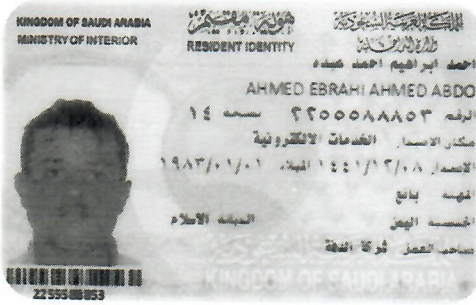 KINGDOM OF SAUDI ARABIA
MINISTRY OF INTERIOR
هوية مقيم
RESIDENT IDENTITY
المملكة العربية السعودية
وزارة الداخلية
احمد ابراهيم احمد عبده
AHMED EBRAHI AHMED ABDO
الرقم ٢٢٥٥٥٨٨٨٥٣ نسخة ١٤
مكان الاصدار الخدمات الالكترونية
الاصدار ١٤٤١/١٢/٠٨ الميلاد ١٩٨٣/٠١/٠١
المهنة بائع
الجنسية اليمن الديانة الاسلام
صاحب العمل شركة
KINGDOM OF SAUDI ARABIA
2255588853